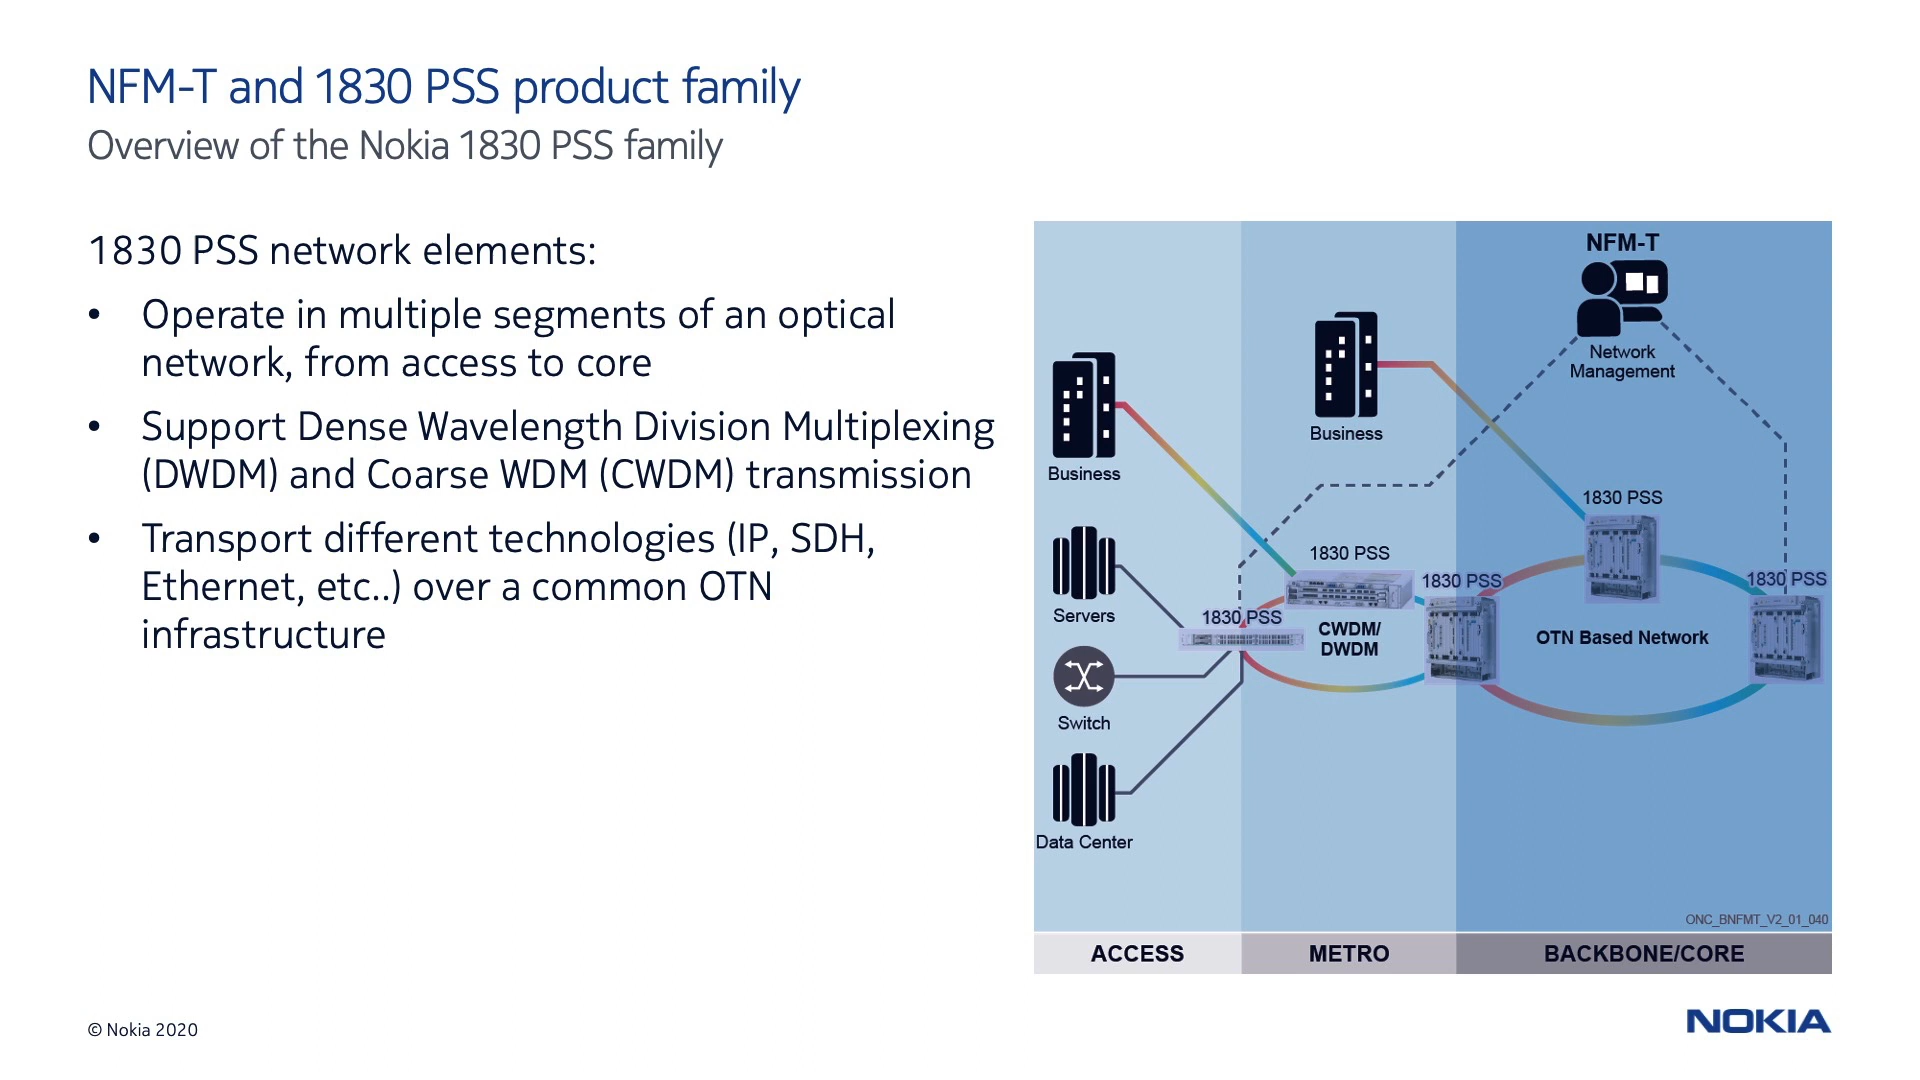 NFM-T and 1830 PSS product family
Overview of the Nokia 1830 PSS family
1830 PSS network elements:
• Operate in multiple segments of an optical
network, from access to core
• Support Dense Wavelength Division Multiplexing
(DWDM) and Coarse WDM (CWDM) transmission
• Transport different technologies (IP, SDH,
Ethernet, etc..) over a common OTN
infrastructure
NFM-T
Network
Management
Business
Business
1830 PSS
1830 PSS
1830 PSS
1830 PSS
1830 PSS
Servers
CWDM/
DWDM
OTN Based Network
Switch
Data Center
ONC_BNFMT_V2_01_040
ACCESS
METRO
BACKBONE/CORE
© Nokia 2020
NOKIA